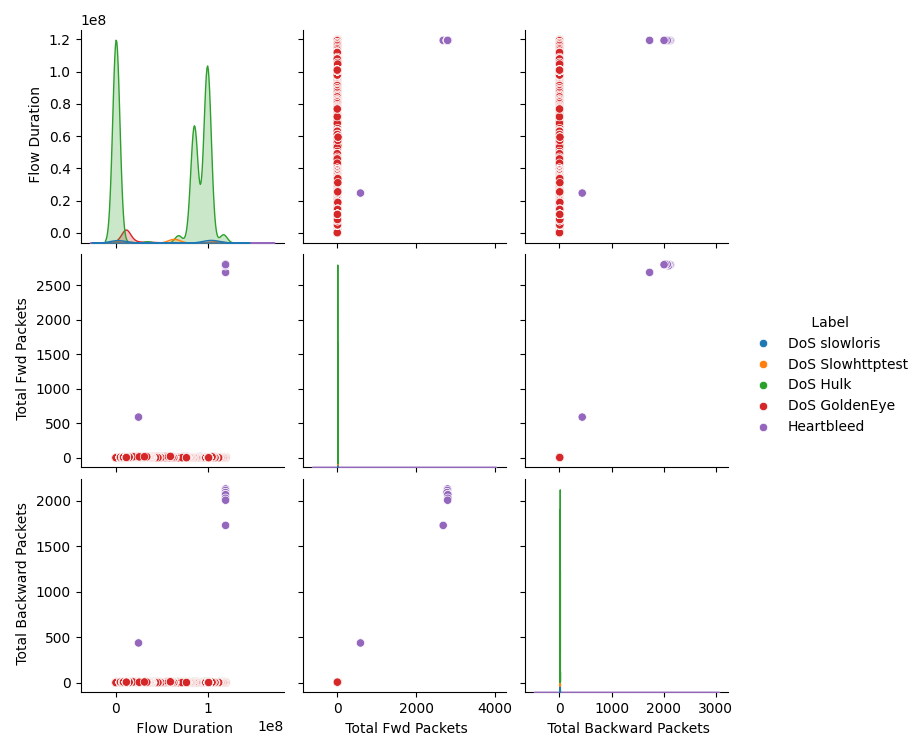 1e8
1.2
1.0
0.8
0.6
0.4
0.2
0.0
Flow Duration
2500
2000
1500
1000
500
0
Total Fwd Packets
2000
1500
1000
500
0
Total Backward Packets
0
1
1e8
Flow Duration
0
2000
4000
Total Fwd Packets
0
1000
2000
3000
Total Backward Packets
Label
DoS slowloris
DoS Slowhttptest
DoS Hulk
DoS GoldenEye
Heartbleed